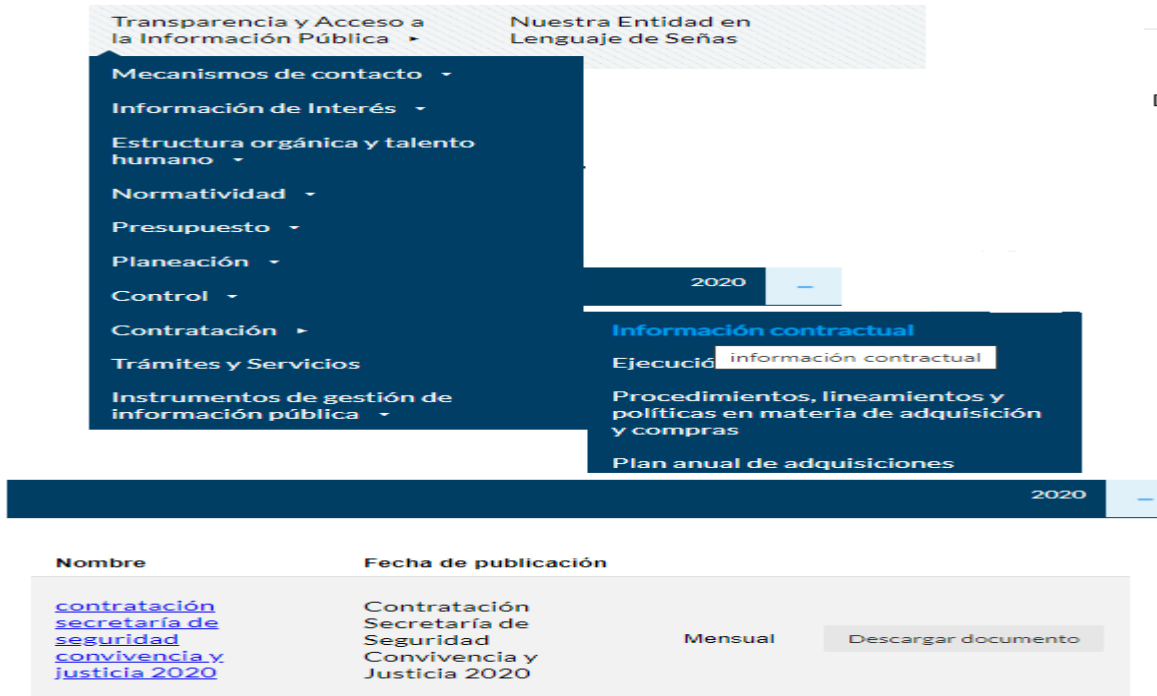 Transparencia y Acceso a
la Información Pública
Nuestra Entidad en
Lenguaje de Señas
Mecanismos de contacto
Información de Interés
Estructura orgánica y talento
humano
Normatividad
Presupuesto
Planeación
Control
Contratación
Trámites y Servicios
Instrumentos de gestión de
información pública
2020
Información contractual
Ejecució
información contractual
Procedimientos, lineamientos y
políticas en materia de adquisición
y compras
Plan anual de adquisiciones
2020
Nombre
Fecha de publicación
contratación
secretaría de
seguridad
convivencia y
justicia 2020
Contratación
Secretaría de
Seguridad
Convivencia y
Justicia 2020
Mensual
Descargar documento